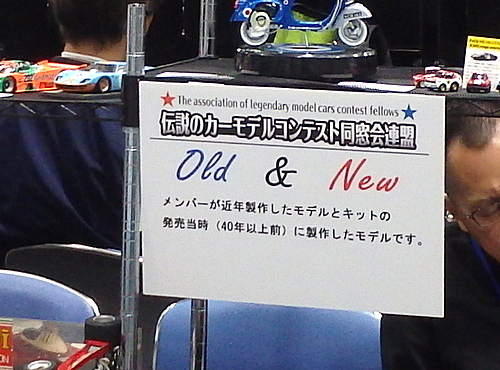 ★The association of legendary model cars contest fellows★
伝説のカーモデルコンテスト同窓会連盟
Old & New
メンバーが近年製作したモデルとキットの
発売当時（40年以上前）に製作したモデルです。